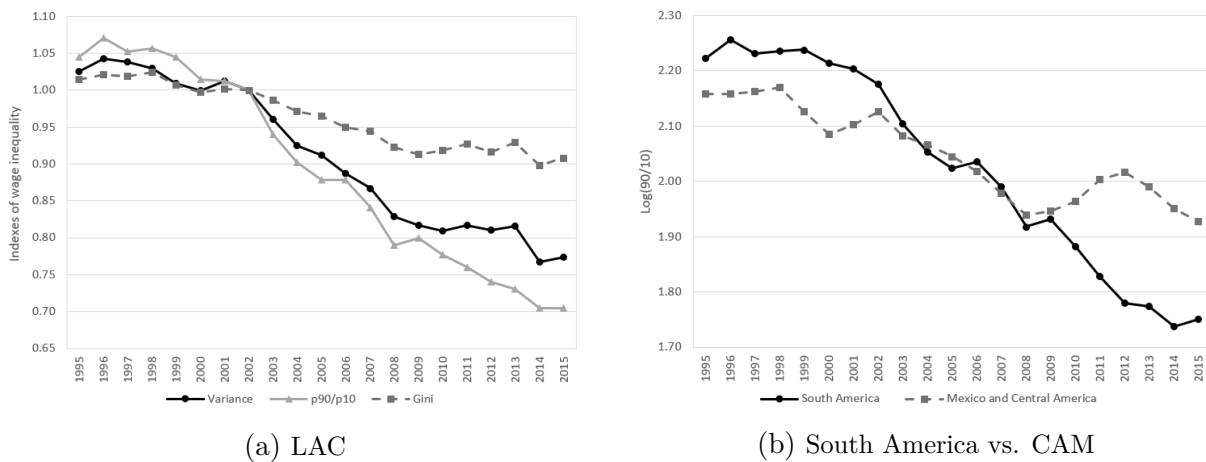 1.10
1.05
1.00
0.95
0.90
0.85
0.80
0.75
0.70
0.65
Indexes of wage inequality
1995 1996 1997 1998 1999 2000 2001 2002 2003 2004 2005 2006 2007 2008 2009 2010 2011 2012 2013 2014 2015
Variance p90/p10 Gini
(a) LAC
2.30
2.20
2.10
2.00
1.90
1.80
1.70
Log(90/10)
1995 1996 1997 1998 1999 2000 2001 2002 2003 2004 2005 2006 2007 2008 2009 2010 2011 2012 2013 2014 2015
South America Mexico and Central America
(b) South America vs. CAM